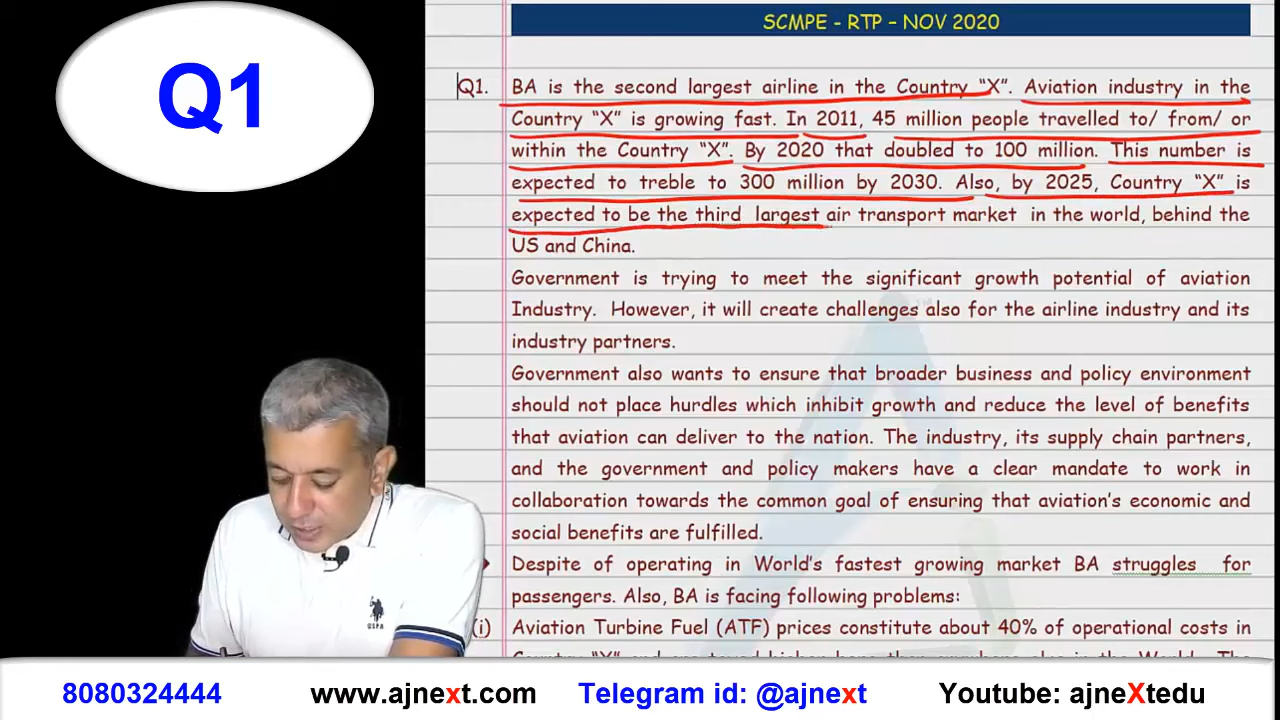 Q1
SCMPE - RTP – NOV 2020
Q1. BA is the second largest airline in the Country “X”. Aviation industry in the
Country “X” is growing fast. In 2011, 45 million people travelled to/ from/ or
within the Country “X”. By 2020 that doubled to 100 million. This number is
expected to treble to 300 million by 2030. Also, by 2025, Country “X” is
expected to be the third largest air transport market in the world, behind the
US and China.
Government is trying to meet the significant growth potential of aviation
Industry. However, it will create challenges also for the airline industry and its
industry partners.
Government also wants to ensure that broader business and policy environment
should not place hurdles which inhibit growth and reduce the level of benefits
that aviation can deliver to the nation. The industry, its supply chain partners,
and the government and policy makers have a clear mandate to work in
collaboration towards the common goal of ensuring that aviation’s economic and
social benefits are fulfilled.
Despite of operating in World’s fastest growing market BA struggles for
passengers. Also, BA is facing following problems:
(i) Aviation Turbine Fuel (ATF) prices constitute about 40% of operational costs in
USPA
8080324444 www.ajnext.com Telegram id: @ajnext Youtube: ajneXtedu